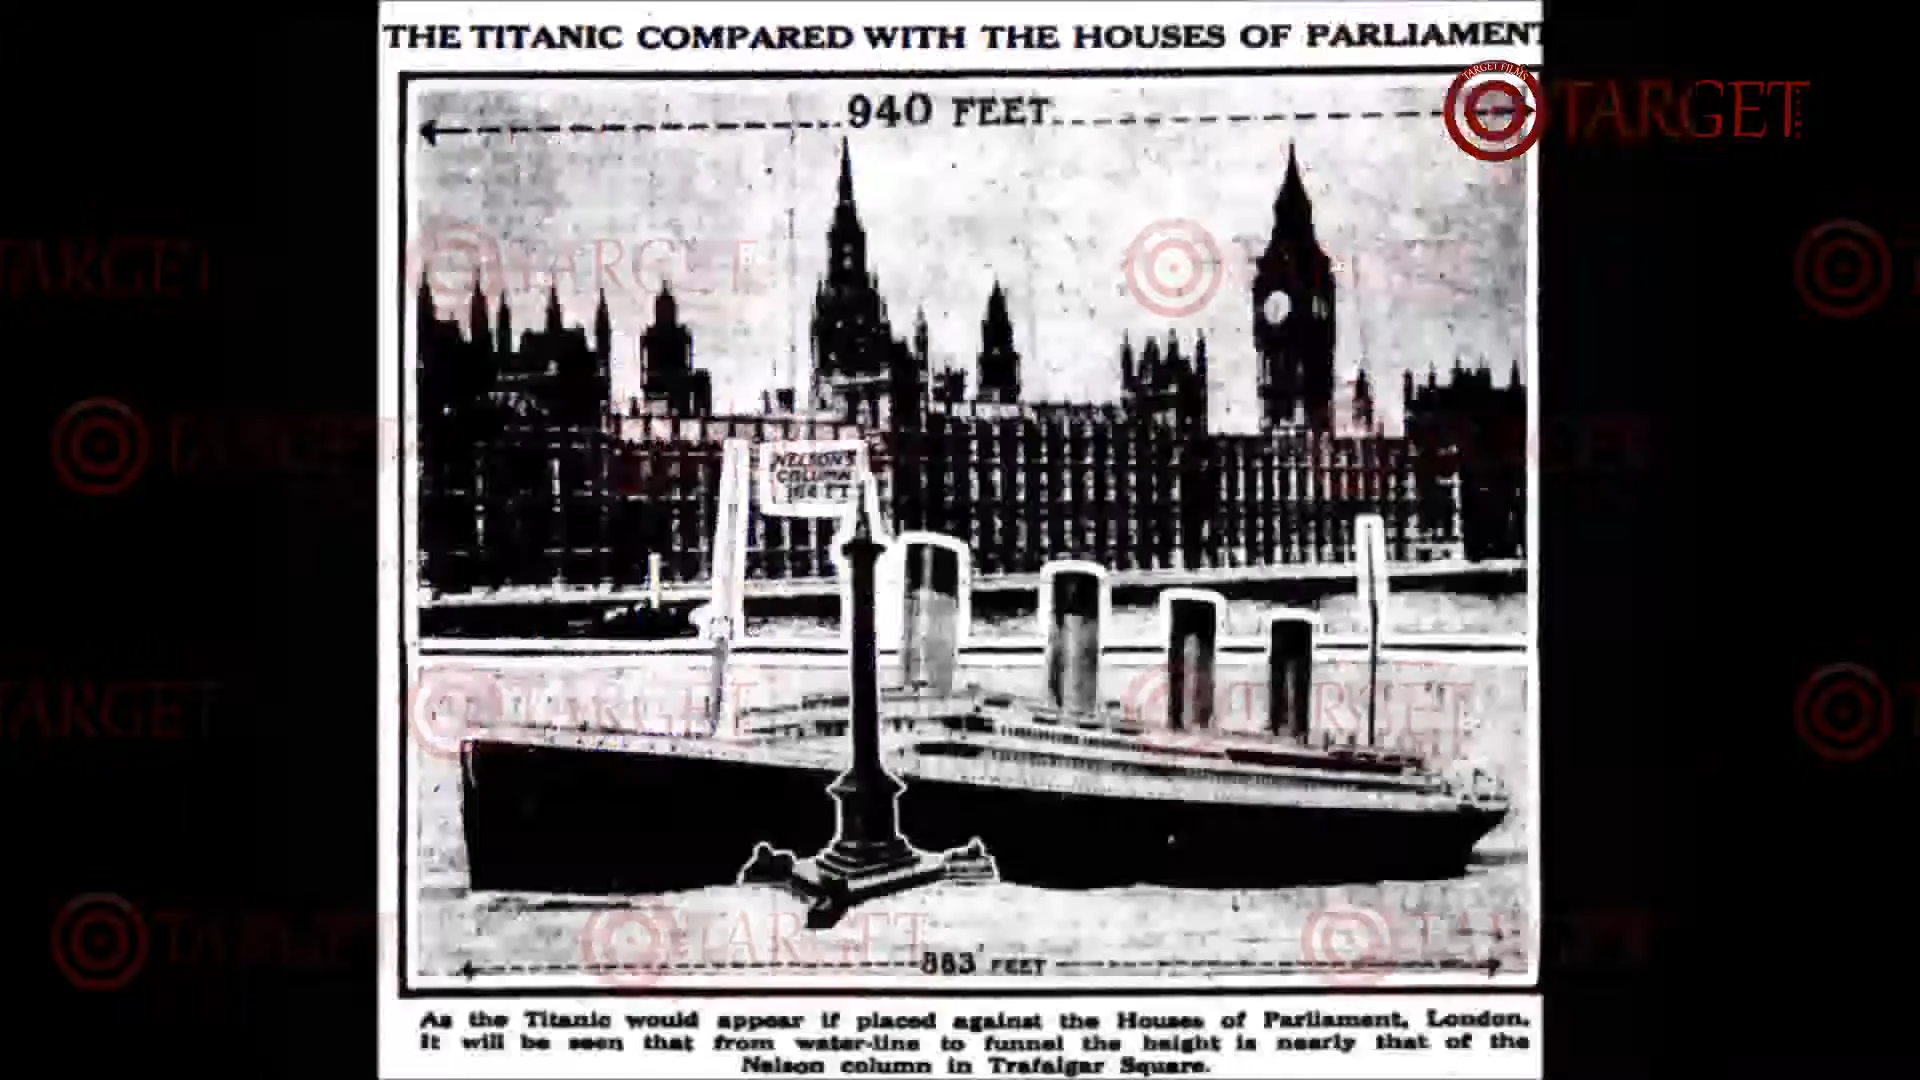 THE TITANIC COMPARED WITH THE HOUSES OF PARLIAMENT
940 FEET
TARGET FILMS
TARGET
NELSON'S
COLUMN
883 FEET
As the Titanic would appear if placed against the Houses of Parliament, London.
It will be seen that from water-line to funnel the height is nearly that of the
Nelson column in Trafalgar Square.